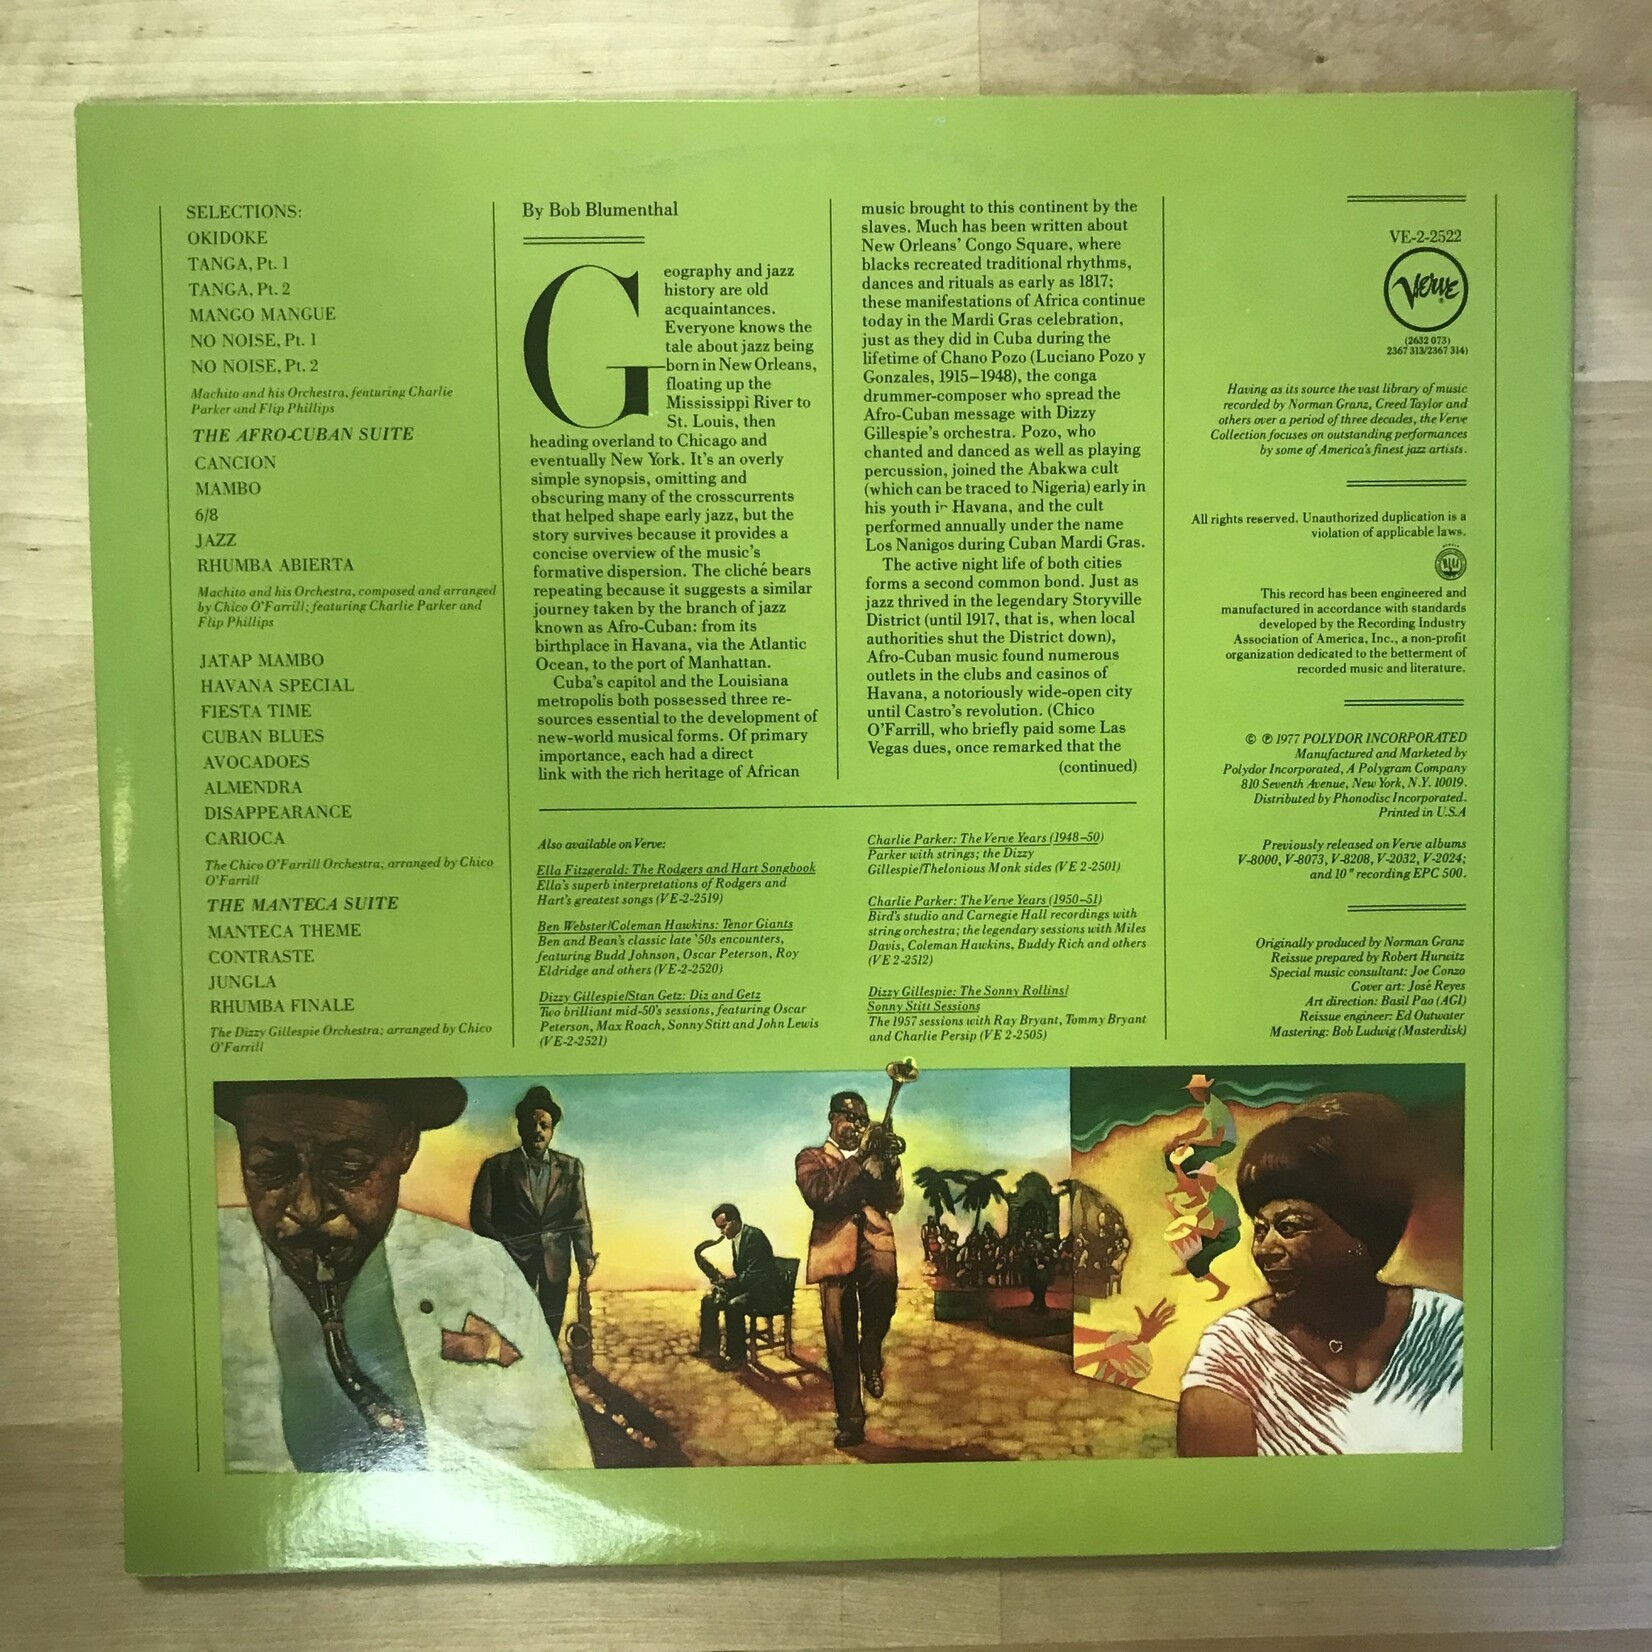 SELECTIONS:
OKIDOKE
TANGA, Pt. 1
TANGA, Pt. 2
MANGO MANGUE
NO NOISE, Pt. 1
NO NOISE, Pt. 2
Machito and his Orchestra, featuring Charlie
Parker and Flip Phillips
THE AFRO-CUBAN SUITE
CANCION
MAMBO
6/8
JAZZ
RHUMBA ABIERTA
Machito and his Orchestra, composed and arranged
by Chico O'Farrill; featuring Charlie Parker and
Flip Phillips
JATAP MAMBO
HAVANA SPECIAL
FIESTA TIME
CUBAN BLUES
AVOCADOES
ALMENDRA
DISAPPEARANCE
CARIOCA
The Chico O'Farrill Orchestra; arranged by Chico
O'Farrill
THE MANTECA SUITE
MANTECA THEME
CONTRASTE
JUNGLA
RHUMBA FINALE
The Dizzy Gillespie Orchestra; arranged by Chico
O'Farrill
By Bob Blumenthal
Geography and jazz
history are old
acquaintances.
Everyone knows the
tale about jazz being
born in New Orleans,
floating up the
Mississippi River to
St. Louis, then
heading overland to Chicago and
eventually New York. It's an overly
simple synopsis, omitting and
obscuring many of the crosscurrents
that helped shape early jazz, but the
story survives because it provides a
concise overview of the music's
formative dispersion. The cliché bears
repeating because it suggests a similar
journey taken by the branch of jazz
known as Afro-Cuban: from its
birthplace in Havana, via the Atlantic
Ocean, to the port of Manhattan.
Cuba's capitol and the Louisiana
metropolis both possessed three re-
sources essential to the development of
new-world musical forms. Of primary
importance, each had a direct
link with the rich heritage of African
music brought to this continent by the
slaves. Much has been written about
New Orleans' Congo Square, where
blacks recreated traditional rhythms,
dances and rituals as early as 1817;
these manifestations of Africa continue
today in the Mardi Gras celebration,
just as they did in Cuba during the
lifetime of Chano Pozo (Luciano Pozo y
Gonzales, 1915–1948), the conga
drummer-composer who spread the
Afro-Cuban message with Dizzy
Gillespie's orchestra. Pozo, who
chanted and danced as well as playing
percussion, joined the Abakwa cult
(which can be traced to Nigeria) early in
his youth in Havana, and the cult
performed annually under the name
Los Nanigos during Cuban Mardi Gras.
The active night life of both cities
forms a second common bond. Just as
jazz thrived in the legendary Storyville
District (until 1917, that is, when local
authorities shut the District down),
Afro-Cuban music found numerous
outlets in the clubs and casinos of
Havana, a notoriously wide-open city
until Castro's revolution. (Chico
O'Farrill, who briefly paid some Las
Vegas dues, once remarked that the
(continued)
Also available on Verve:
Ella Fitzgerald: The Rodgers and Hart Songbook
Ella's superb interpretations of Rodgers and
Hart's greatest songs (VE-2-2519)
Ben Webster/Coleman Hawkins: Tenor Giants
Ben and Bean's classic late '50s encounters,
featuring Budd Johnson, Oscar Peterson, Roy
Eldridge and others (VE-2-2520)
Dizzy Gillespie/Stan Getz: Diz and Getz
Two brilliant mid-50's sessions, featuring Oscar
Peterson, Max Roach, Sonny Stitt and John Lewis
(VE-2-2521)
Charlie Parker: The Verve Years (1948–50)
Parker with strings; the Dizzy
Gillespie/Thelonious Monk sides (VE 2-2501)
Charlie Parker: The Verve Years (1950–51)
Bird's studio and Carnegie Hall recordings with
string orchestra; the legendary sessions with Miles
Davis, Coleman Hawkins, Buddy Rich and others
(VE 2-2512)
Dizzy Gillespie: The Sonny Rollins/
Sonny Stitt Sessions
The 1957 sessions with Ray Bryant, Tommy Bryant
and Charlie Persip (VE 2-2505)
VE-2-2522
Verve
(2632 073)
2367 313/2367 314)
Having as its source the vast library of music
recorded by Norman Granz, Creed Taylor and
others over a period of three decades, the Verve
Collection focuses on outstanding performances
by some of America's finest jazz artists.
All rights reserved. Unauthorized duplication is a
violation of applicable laws.
This record has been engineered and
manufactured in accordance with standards
developed by the Recording Industry
Association of America, Inc., a non-profit
organization dedicated to the betterment of
recorded music and literature.
© ℗ 1977 POLYDOR INCORPORATED
Manufactured and Marketed by
Polydor Incorporated, A Polygram Company
810 Seventh Avenue, New York, N.Y. 10019.
Distributed by Phonodisc Incorporated.
Printed in U.S.A
Previously released on Verve albums
V-8000, V-8073, V-8208, V-2032, V-2024;
and 10" recording EPC 500.
Originally produced by Norman Granz
Reissue prepared by Robert Hurwitz
Special music consultant: Joe Conzo
Cover art: José Reyes
Art direction: Basil Pao (AGI)
Reissue engineer: Ed Outwater
Mastering: Bob Ludwig (Masterdisk)